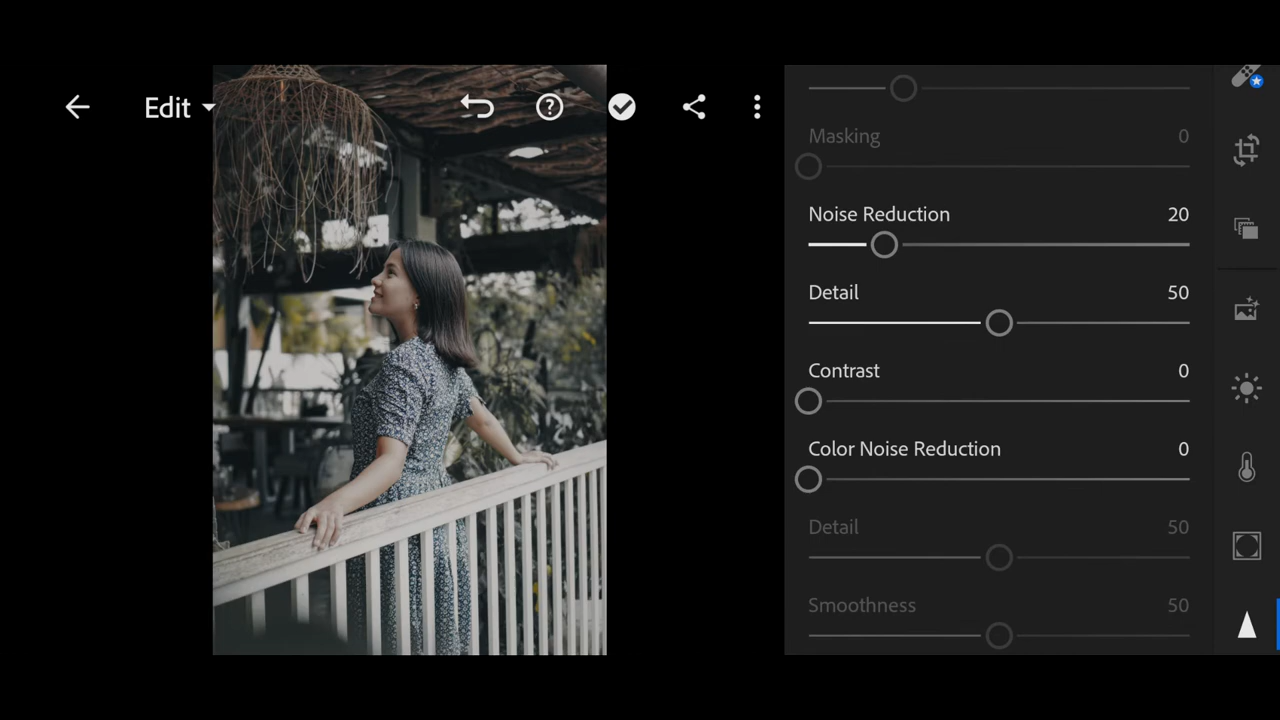 Edit
Masking 0
Noise Reduction 20
Detail 50
Contrast 0
Color Noise Reduction 0
Detail 50
Smoothness 50